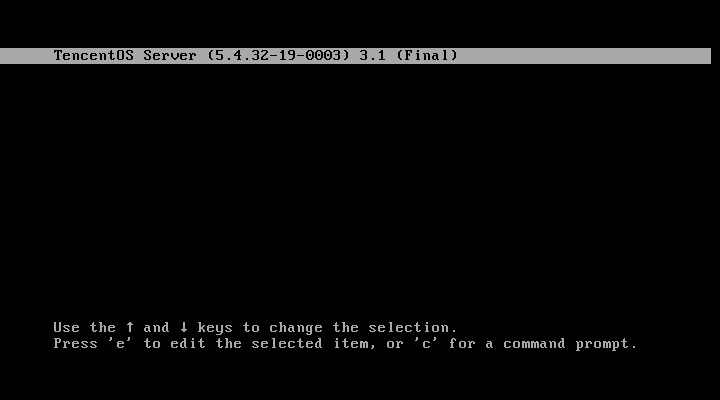 TencentOS Server (5.4.32-19-0003) 3.1 (Final)
Use the ↑ and ↓ keys to change the selection.
Press 'e' to edit the selected item, or 'c' for a command prompt.